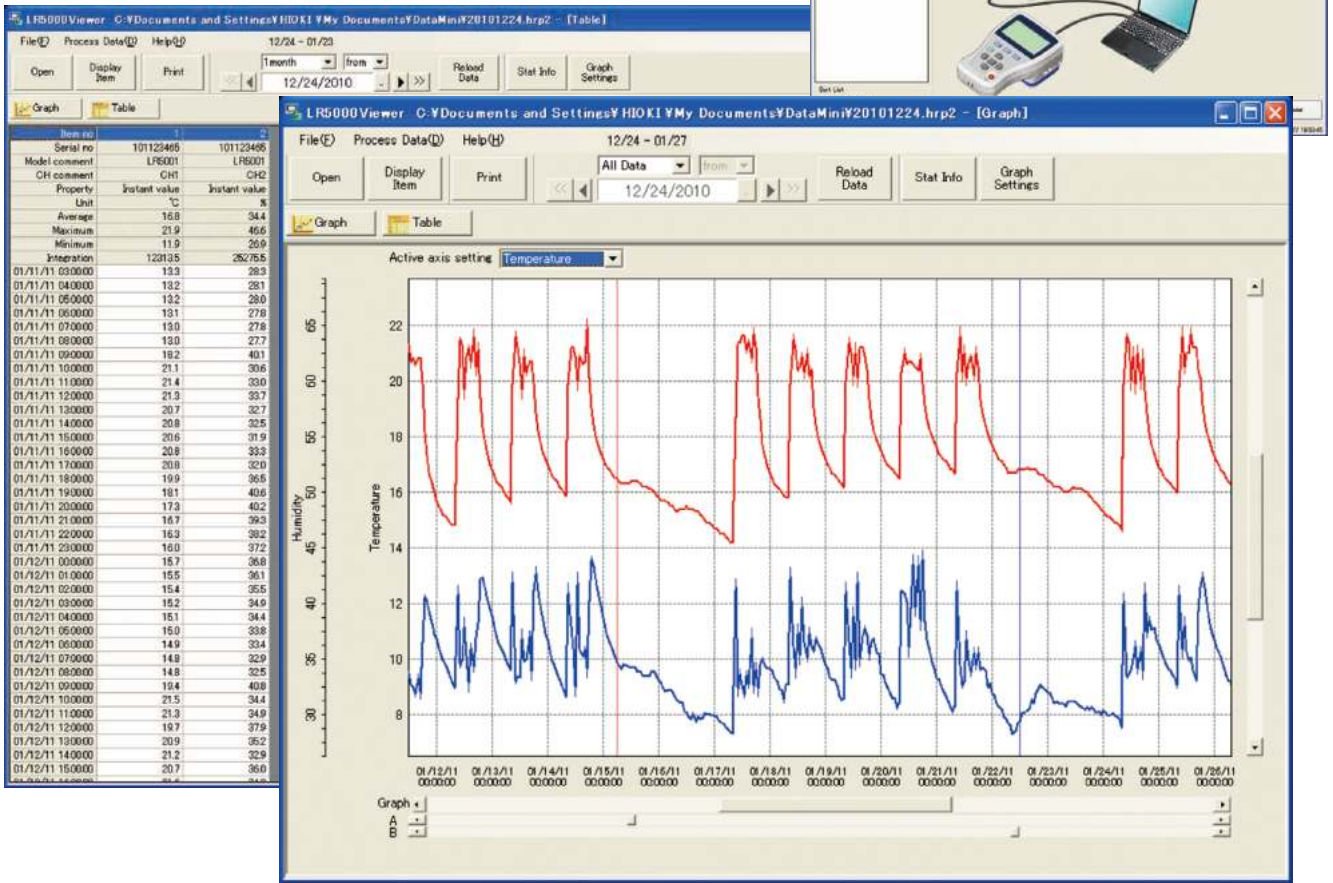 LR5000Viewer C:¥Documents and Settings¥HIOKI ¥My Documents¥DataMini¥20101224.hrp2 - [Table]
File(F) Process Data(D) Help(H) 12/24 - 01/23
Open Display Item Print 1month from 12/24/2010 Reload Data Stat Info Graph Settings
Graph Table
Item no 1 2
Serial no 101123465 101123465
Model comment LR5001 LR5001
CH comment CH1 CH2
Property Instant value Instant value
Unit ℃ %
Average 16.8 34.4
Maximum 21.9 46.6
Minimum 11.9 26.9
Integration 12313.5 25275.5
01/11/11 03:00:00 13.3 28.3
01/11/11 04:00:00 13.2 28.1
01/11/11 05:00:00 13.2 28.0
01/11/11 06:00:00 13.1 27.8
01/11/11 07:00:00 13.0 27.8
01/11/11 08:00:00 13.0 27.7
01/11/11 09:00:00 18.2 40.1
01/11/11 10:00:00 21.1 30.6
01/11/11 11:00:00 21.4 33.0
01/11/11 12:00:00 21.3 33.7
01/11/11 13:00:00 20.7 32.7
01/11/11 14:00:00 20.8 32.5
01/11/11 15:00:00 20.6 31.9
01/11/11 16:00:00 20.8 33.3
01/11/11 17:00:00 20.8 32.0
01/11/11 18:00:00 19.9 36.5
01/11/11 19:00:00 18.1 40.6
01/11/11 20:00:00 17.3 40.2
01/11/11 21:00:00 16.7 39.3
01/11/11 22:00:00 16.3 38.2
01/11/11 23:00:00 16.0 37.2
01/12/11 00:00:00 15.7 36.8
01/12/11 01:00:00 15.5 36.1
01/12/11 02:00:00 15.4 35.5
01/12/11 03:00:00 15.2 34.9
01/12/11 04:00:00 15.1 34.4
01/12/11 05:00:00 15.0 33.8
01/12/11 06:00:00 14.9 33.4
01/12/11 07:00:00 14.8 32.9
01/12/11 08:00:00 14.8 32.5
01/12/11 09:00:00 19.4 40.8
01/12/11 10:00:00 21.5 34.4
01/12/11 11:00:00 21.3 34.9
01/12/11 12:00:00 19.7 37.9
01/12/11 13:00:00 20.9 35.2
01/12/11 14:00:00 21.2 32.9
01/12/11 15:00:00 20.7 36.0
LR5000Viewer C:¥Documents and Settings¥HIOKI ¥My Documents¥DataMini¥20101224.hrp2 - [Graph]
File(F) Process Data(D) Help(H) 12/24 - 01/27
Open Display Item Print All Data from 12/24/2010 Reload Data Stat Info Graph Settings
Graph Table
Active axis setting Temperature
Humidity
65
60
55
50
45
40
35
30
Temperature
22
20
18
16
14
12
10
8
01/12/11 01/13/11 01/14/11 01/15/11 01/16/11 01/17/11 01/18/11 01/19/11 01/20/11 01/21/11 01/22/11 01/23/11 01/24/11 01/25/11 01/26/11
00:00:00 00:00:00 00:00:00 00:00:00 00:00:00 00:00:00 00:00:00 00:00:00 00:00:00 00:00:00 00:00:00 00:00:00 00:00:00 00:00:00 00:00:00
Graph
A
B